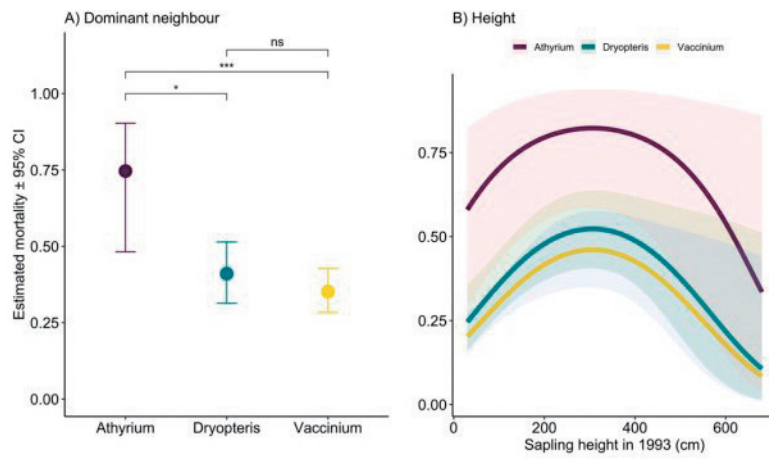 A) Dominant neighbour
B) Height
Athyrium
Dryopteris
Vaccinium
ns
***
*
Estimated mortality ± 95% CI
1.00
0.75
0.50
0.25
0.00
Athyrium
Dryopteris
Vaccinium
0.75
0.50
0.25
0.00
0
200
400
600
Sapling height in 1993 (cm)